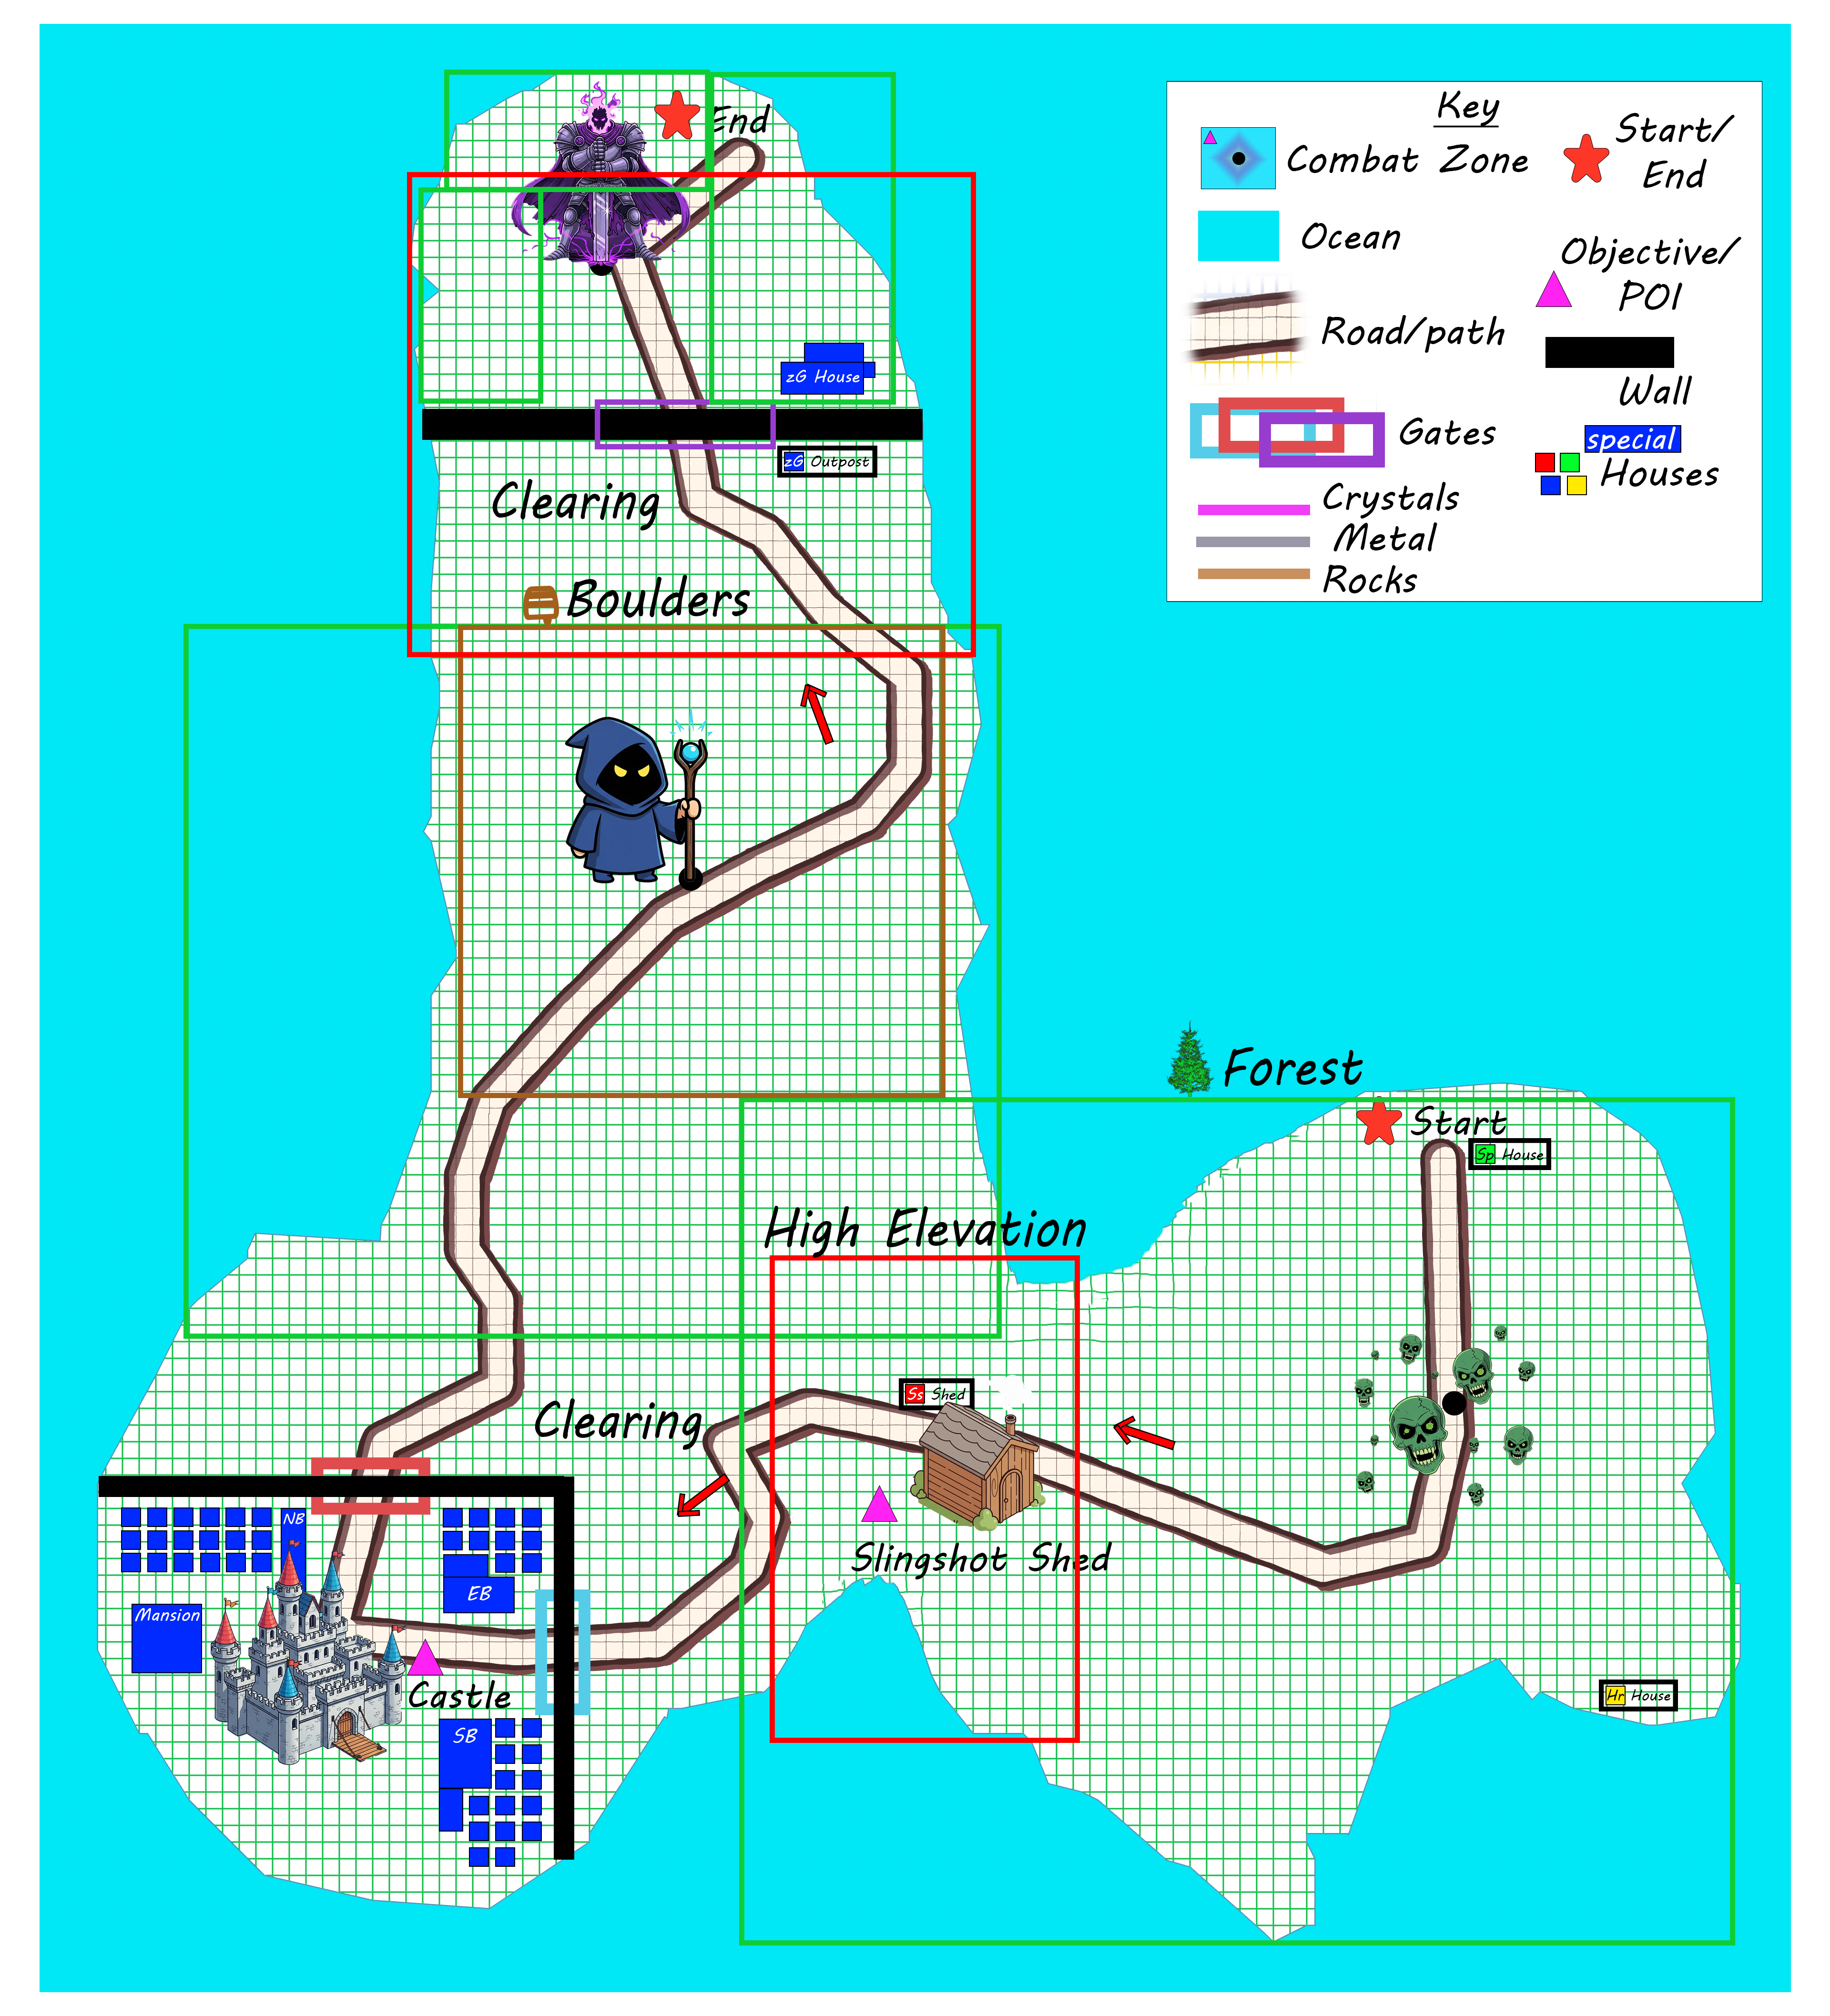 End
Key
Combat Zone
Start/
End
Ocean
Objective/
POI
Road/path
Wall
Gates
special
Houses
Crystals
Metal
Rocks
zG House
zG Outpost
Clearing
Boulders
Forest
Start
Sp House
High Elevation
Ss Shed
Clearing
Slingshot Shed
NB
EB
Mansion
Castle
SB
Hr House